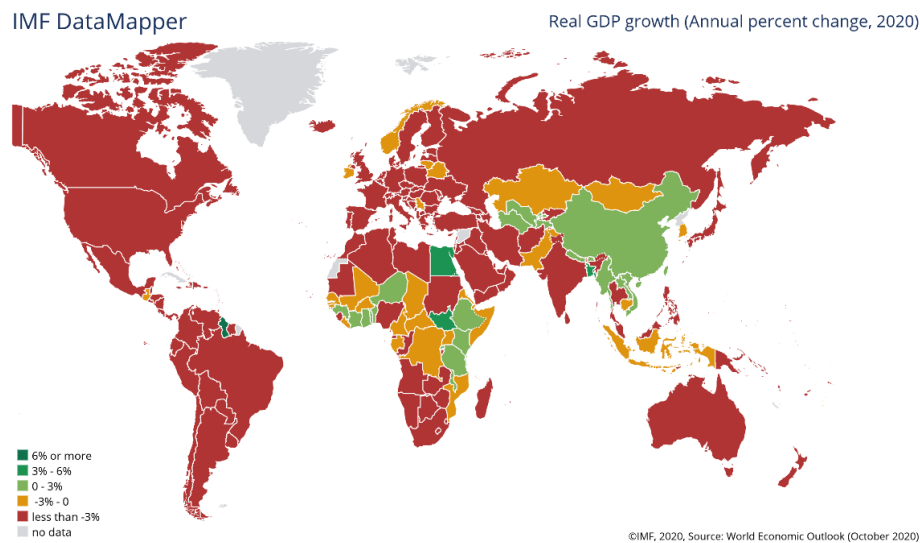 IMF DataMapper
Real GDP growth (Annual percent change, 2020)
6% or more
3% - 6%
0 - 3%
-3% - 0
less than -3%
no data
©IMF, 2020, Source: World Economic Outlook (October 2020)